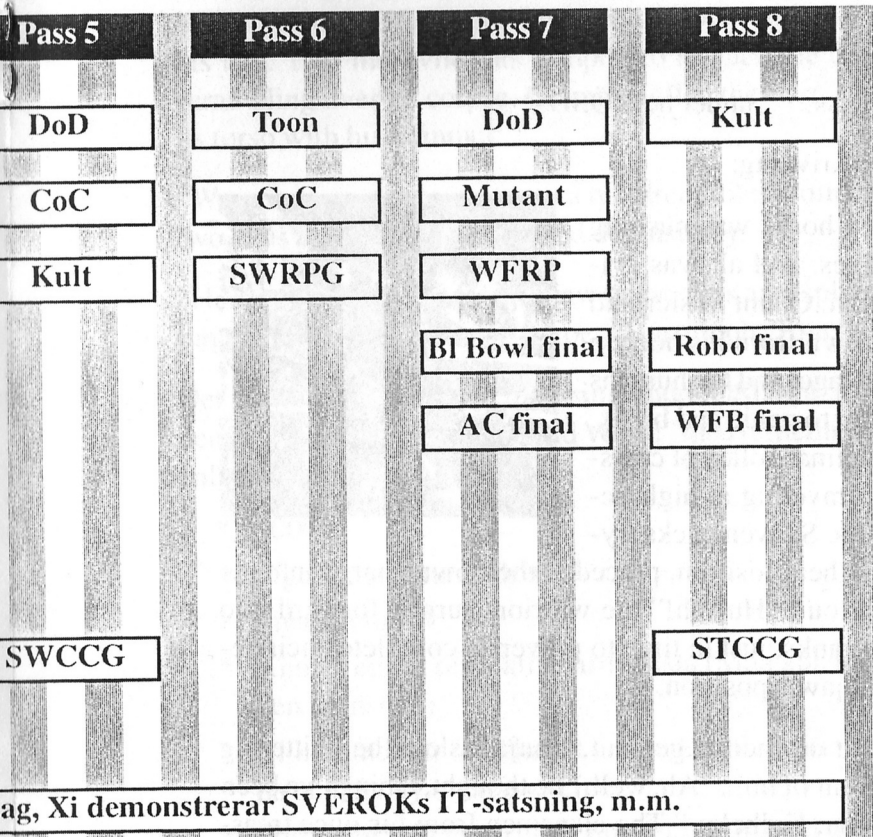 Pass 5 Pass 6 Pass 7 Pass 8
DoD Toon DoD Kult
CoC CoC Mutant
Kult SWRPG WFRP
Bl Bowl final Robo final
AC final WFB final
SWCCG STCCG
ag, Xi demonstrerar SVEROKs IT-satsning, m.m.